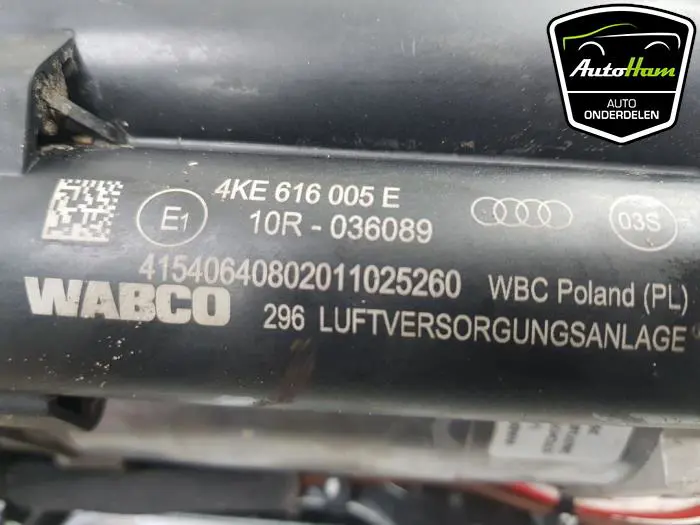 AutoHam
AUTO
ONDERDELEN
4KE 616 005 E
E1
10R - 036089
03S
41540640802011025260
WBC Poland (PL)
WABCO
296 LUFTVERSORGUNGSANLAGE